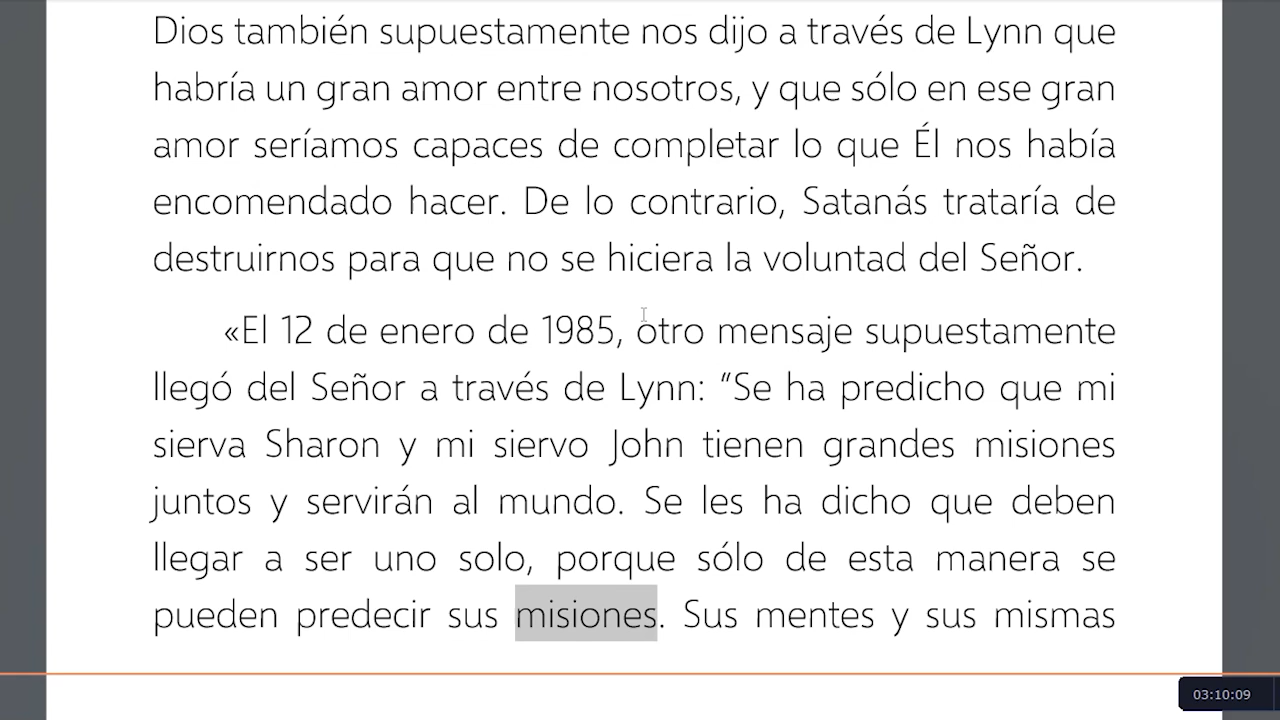 Dios también supuestamente nos dijo a través de Lynn que
habría un gran amor entre nosotros, y que sólo en ese gran
amor seríamos capaces de completar lo que Él nos había
encomendado hacer. De lo contrario, Satanás trataría de
destruirnos para que no se hiciera la voluntad del Señor.
«El 12 de enero de 1985, otro mensaje supuestamente
llegó del Señor a través de Lynn: “Se ha predicho que mi
sierva Sharon y mi siervo John tienen grandes misiones
juntos y servirán al mundo. Se les ha dicho que deben
llegar a ser uno solo, porque sólo de esta manera se
pueden predecir sus misiones. Sus mentes y sus mismas
03:10:09